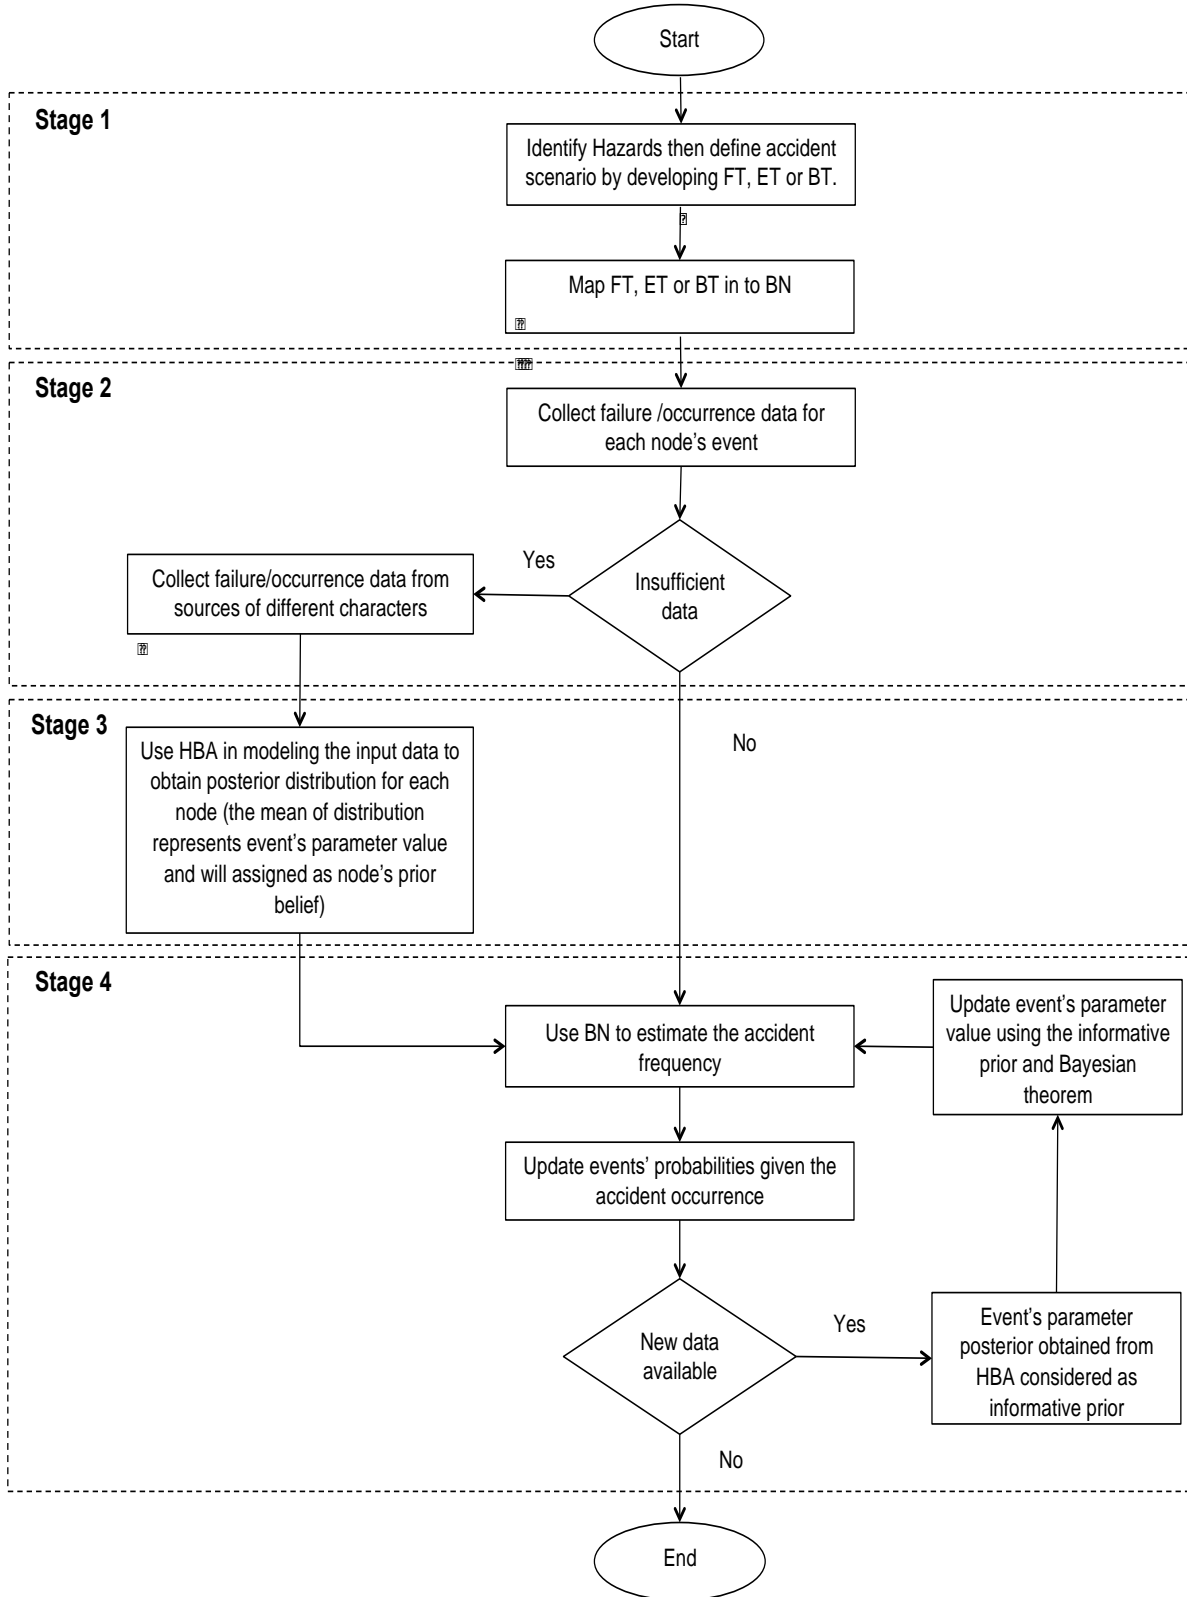 Start
Stage 1
Identify Hazards then define accident
scenario by developing FT, ET or BT.
Map FT, ET or BT in to BN
Stage 2
Collect failure /occurrence data for
each node's event
Yes
Insufficient
data
Collect failure/occurrence data from
sources of different characters
Stage 3
No
Use HBA in modeling the input data to
obtain posterior distribution for each
node (the mean of distribution
represents event's parameter value
and will assigned as node's prior
belief)
Stage 4
Use BN to estimate the accident
frequency
Update event's parameter
value using the informative
prior and Bayesian
theorem
Update events' probabilities given the
accident occurrence
New data
available
Yes
Event's parameter
posterior obtained from
HBA considered as
informative prior
No
End